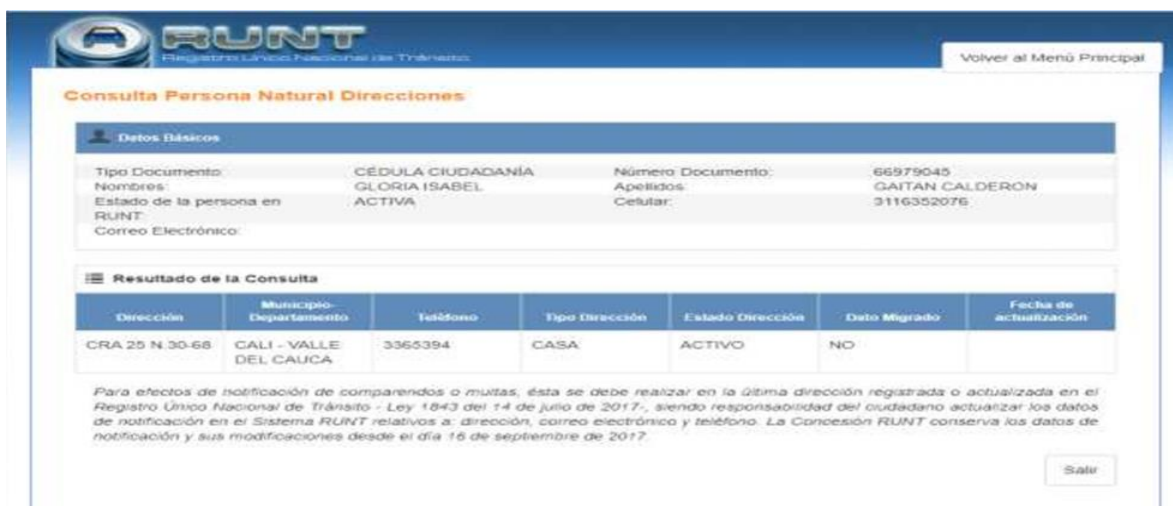 RUNT
Registro Único Nacional de Tránsito
Volver al Menú Principal
Consulta Persona Natural Direcciones
Datos Básicos
Tipo Documento: CÉDULA CIUDADANÍA Número Documento: 66979045
Nombres: GLORIA ISABEL Apellidos: GAITAN CALDERON
Estado de la persona en RUNT: ACTIVA Celular: 3116352076
Correo Electrónico:
Resultado de la Consulta
Dirección Municipio-Departamento Teléfono Tipo Dirección Estado Dirección Dato Migrado Fecha de actualización
CRA 25 N 30-68 CALI - VALLE DEL CAUCA 3365394 CASA ACTIVO NO
Para efectos de notificación de comparendos o multas, ésta se debe realizar en la última dirección registrada o actualizada en el
Registro Único Nacional de Tránsito - Ley 1843 del 14 de julio de 2017-, siendo responsabilidad del ciudadano actualizar los datos
de notificación en el Sistema RUNT relativos a: dirección, correo electrónico y teléfono. La Concesión RUNT conserva los datos de
notificación y sus modificaciones desde el día 16 de septiembre de 2017.
Salir